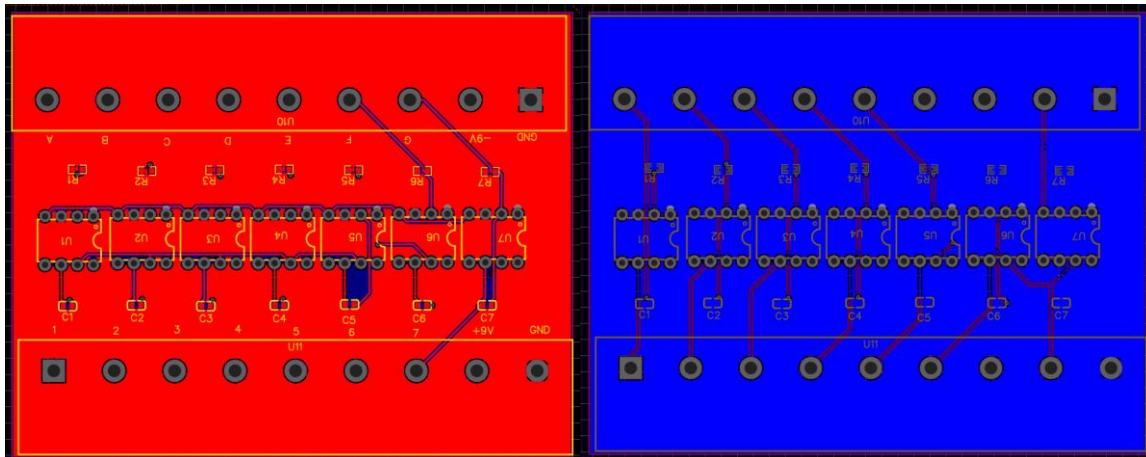 U10
A B C D E F G -9V GND
R1 R2 R3 R4 R5 R6 R7
U1 U2 U3 U4 U5 U6 U7
C1 C2 C3 C4 C5 C6 C7
1 2 3 4 5 6 7 +9V GND
U11
U10
R1 R2 R3 R4 R5 R6 R7
U1 U2 U3 U4 U5 U6 U7
C1 C2 C3 C4 C5 C6 C7
U11